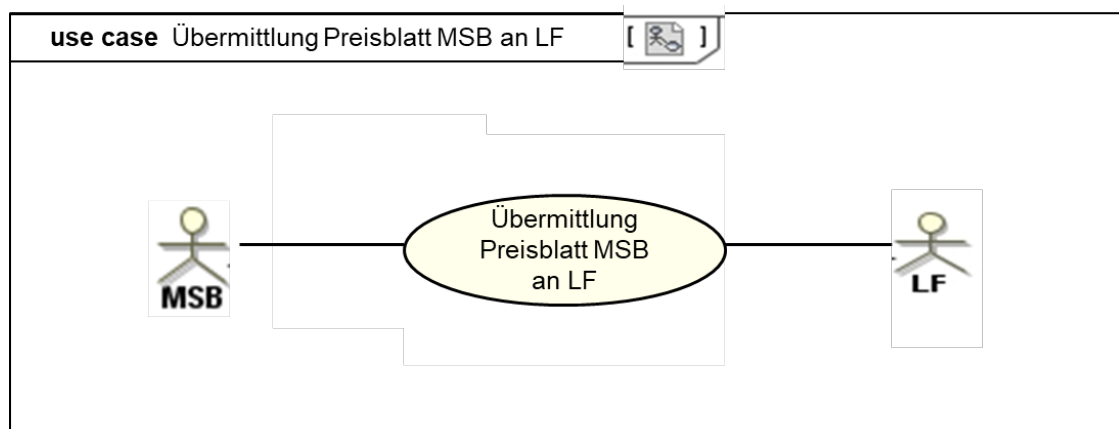 use case Übermittlung Preisblatt MSB an LF [ ]
Übermittlung
Preisblatt MSB
an LF
MSB
LF